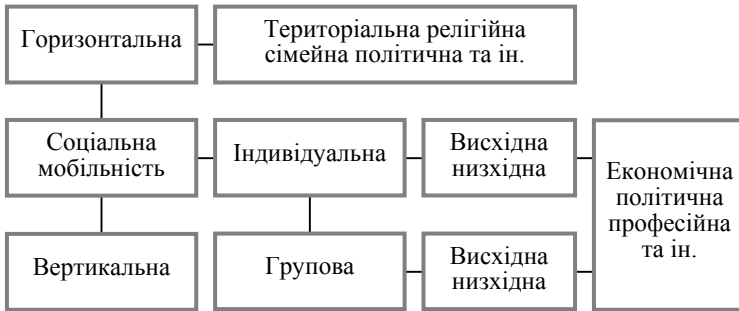 Горизонтальна
Територіальна релігійна
сімейна політична та ін.
Соціальна
мобільність
Індивідуальна
Висхідна
низхідна
Економічна
політична
професійна
та ін.
Вертикальна
Групова
Висхідна
низхідна